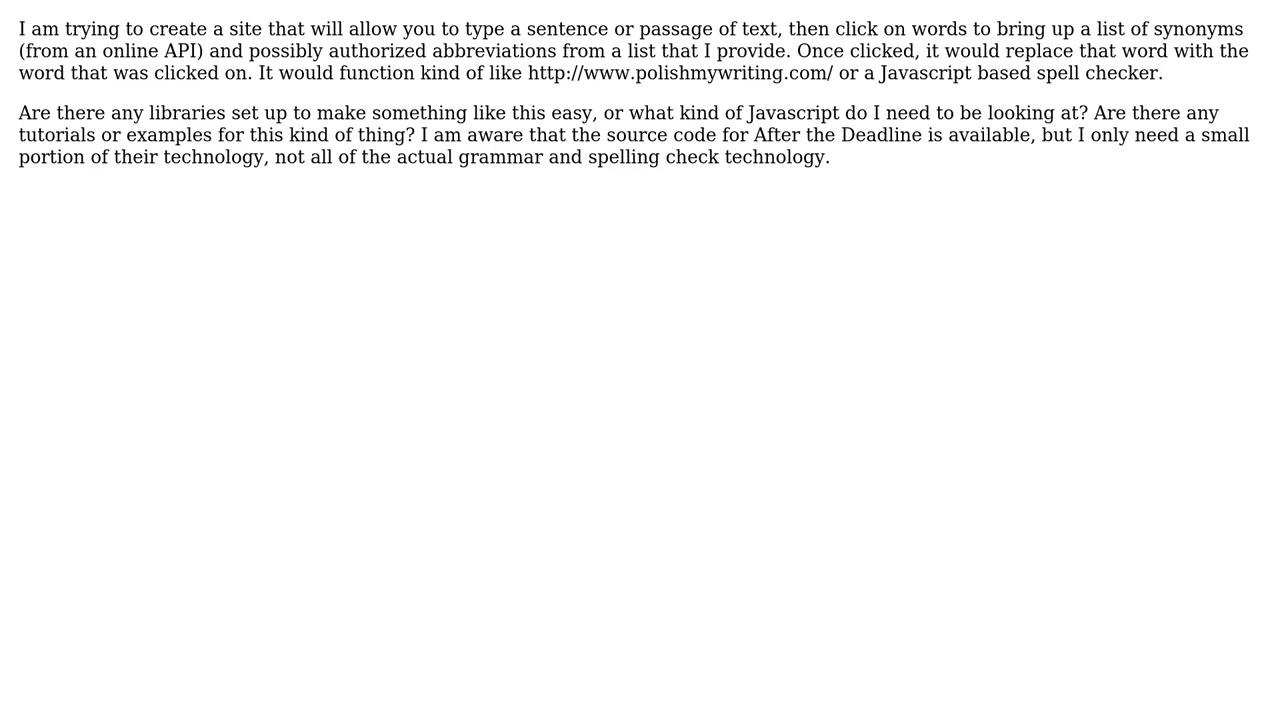 I am trying to create a site that will allow you to type a sentence or passage of text, then click on words to bring up a list of synonyms
(from an online API) and possibly authorized abbreviations from a list that I provide. Once clicked, it would replace that word with the
word that was clicked on. It would function kind of like http://www.polishmywriting.com/ or a Javascript based spell checker.
Are there any libraries set up to make something like this easy, or what kind of Javascript do I need to be looking at? Are there any
tutorials or examples for this kind of thing? I am aware that the source code for After the Deadline is available, but I only need a small
portion of their technology, not all of the actual grammar and spelling check technology.